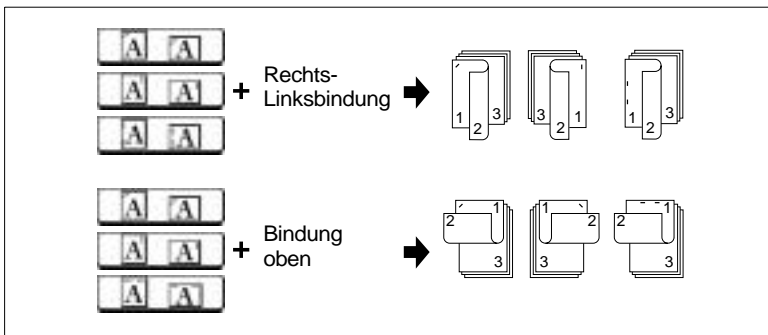 A A
A A
A A
+ Rechts-
Linksbindung
1 2 3
3 2 1
1 2 3
A A
A A
A A
+ Bindung
oben
2 1 3
1 2 3
2 1 3